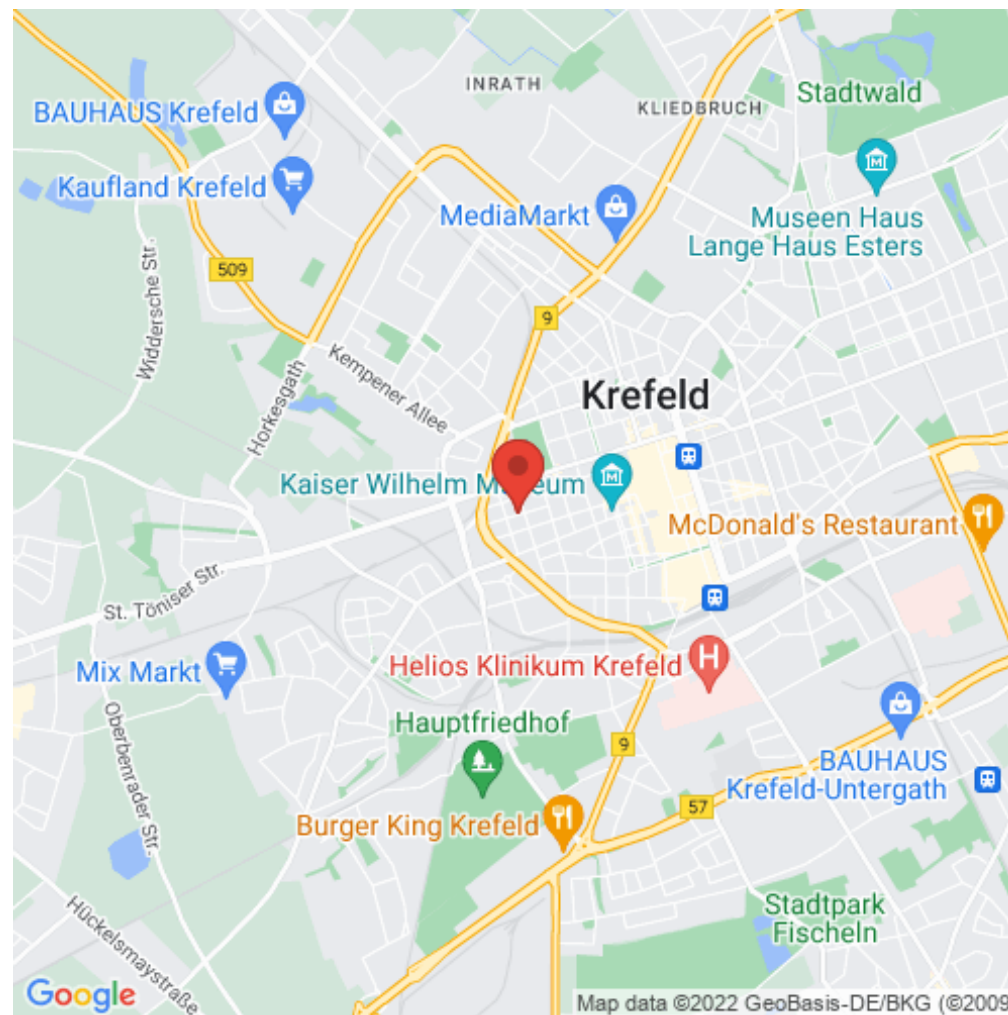 INRATH
KLIEDBRUCH
Stadtwald
BAUHAUS Krefeld
Kaufland Krefeld
MediaMarkt
Museen Haus
Lange Haus Esters
509
Widdersche Str.
9
Kempener Allee
Horkesgath
Krefeld
Kaiser Wilhelm M eum
McDonald's Restaurant
St. Töniser Str.
Mix Markt
Helios Klinikum Krefeld
H
Hauptfriedhof
9
Oberbenrader Str.
BAUHAUS
Krefeld-Untergath
57
Burger King Krefeld
Hückelsmaystraße
Stadtpark
Fischeln
Google
Map data ©2022 GeoBasis-DE/BKG (©2009